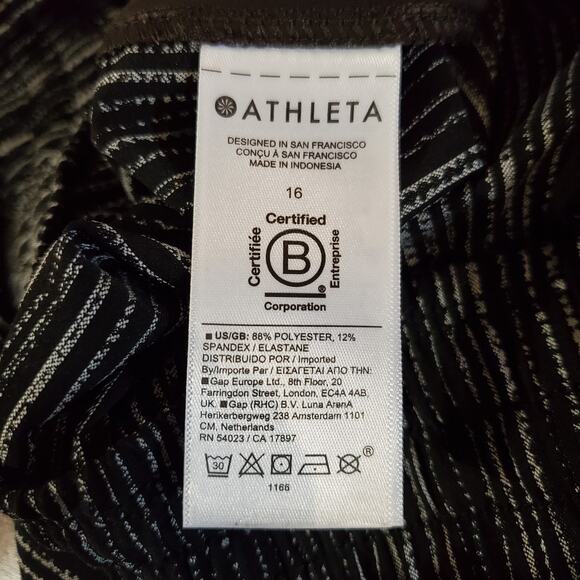 ATHLETA
DESIGNED IN SAN FRANCISCO
CONÇU À SAN FRANCISCO
MADE IN INDONESIA
16
Certified
Certifiée
B
Entreprise
®
Corporation
■ US/GB: 88% POLYESTER, 12%
SPANDEX / ELASTANE
DISTRIBUIDO POR / Imported
By/Importe Par / ΕΙΣΑΓΕΤΑΙ ΑΠΟ ΤΗΝ:
■ Gap Europe Ltd., 8th Floor, 20
Farringdon Street, London, EC4A 4AB,
UK. ■ Gap (RHC) B.V. Luna ArenA
Herikerbergweg 238 Amsterdam 1101
CM. Netherlands
RN 54023 / CA 17897
30 ®
1166